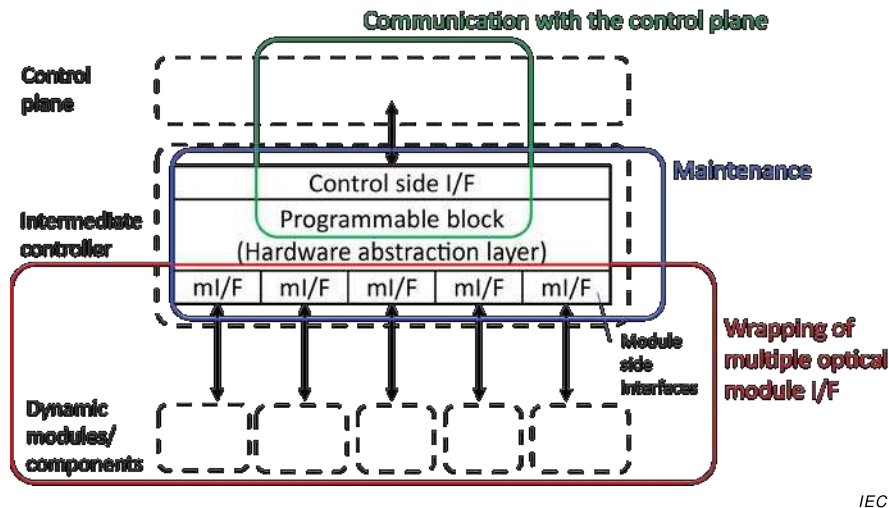 Communication with the control plane
Control
plane
Maintenance
Control side I/F
Programmable block
Intermediate
controller
(Hardware abstraction layer)
mI/F mI/F mI/F mI/F mI/F
Wrapping of
multiple optical
module I/F
Module
side
interfaces
Dynamic
modules/
components
IEC